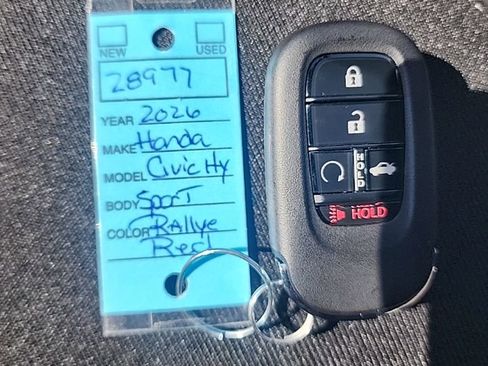 NEW USED
28977
YEAR 2026
MAKE Honda
MODEL Civic Hy
BODY Sport
COLOR Rallye
Red
HOLD
HOLD